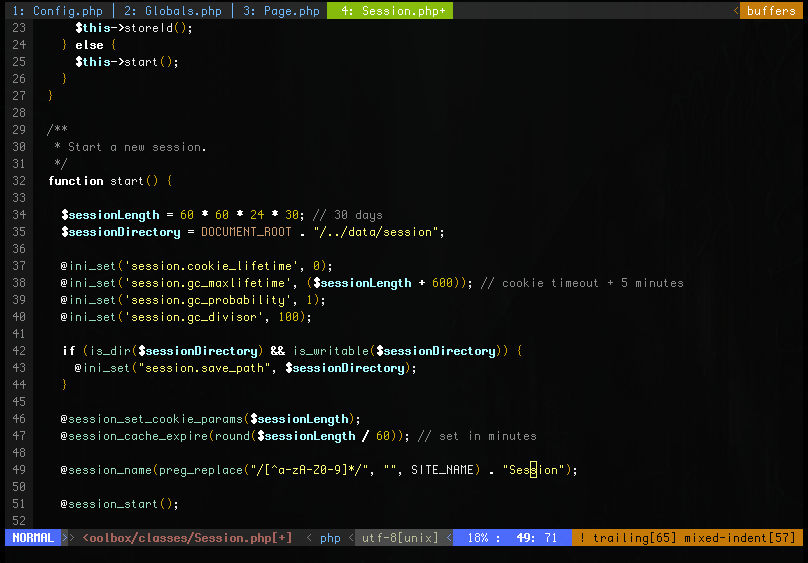 1: Config.php | 2: Globals.php | 3: Page.php 4: Session.php+ < buffers
23 $this->storeId();
24 } else {
25 $this->start();
26 }
27 }
28
29 /**
30 * Start a new session.
31 */
32 function start() {
33
34 $sessionLength = 60 * 60 * 24 * 30; // 30 days
35 $sessionDirectory = DOCUMENT_ROOT . "/../data/session";
36
37 @ini_set('session.cookie_lifetime', 0);
38 @ini_set('session.gc_maxlifetime', ($sessionLength + 600)); // cookie timeout + 5 minutes
39 @ini_set('session.gc_probability', 1);
40 @ini_set('session.gc_divisor', 100);
41
42 if (is_dir($sessionDirectory) && is_writable($sessionDirectory)) {
43 @ini_set("session.save_path", $sessionDirectory);
44 }
45
46 @session_set_cookie_params($sessionLength);
47 @session_cache_expire(round($sessionLength / 60)); // set in minutes
48
49 @session_name(preg_replace("/[^a-zA-Z0-9]*/", "", SITE_NAME) . "Session");
50
51 @session_start();
52
NORMAL >> <oolbox/classes/Session.php[+] < php < utf-8[unix] < 18% : 49: 71 ! trailing[65] mixed-indent[57]